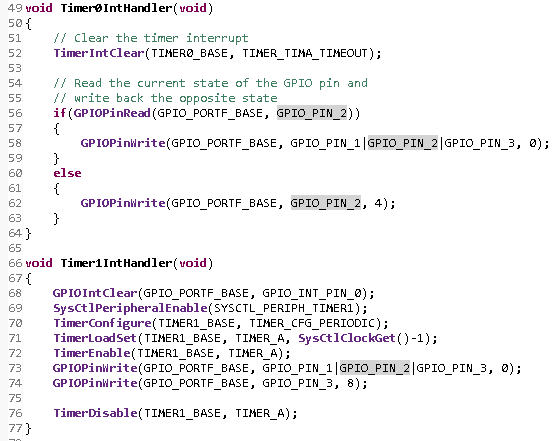 49 void Timer0IntHandler(void)
50 {
51     // Clear the timer interrupt
52     TimerIntClear(TIMER0_BASE, TIMER_TIMA_TIMEOUT);
53
54     // Read the current state of the GPIO pin and
55     // write back the opposite state
56     if(GPIOPinRead(GPIO_PORTF_BASE, GPIO_PIN_2))
57     {
58         GPIOPinWrite(GPIO_PORTF_BASE, GPIO_PIN_1|GPIO_PIN_2|GPIO_PIN_3, 0);
59     }
60     else
61     {
62         GPIOPinWrite(GPIO_PORTF_BASE, GPIO_PIN_2, 4);
63     }
64 }
65
66 void Timer1IntHandler(void)
67 {
68     GPIOIntClear(GPIO_PORTF_BASE, GPIO_INT_PIN_0);
69     SysCtlPeripheralEnable(SYSCTL_PERIPH_TIMER1);
70     TimerConfigure(TIMER1_BASE, TIMER_CFG_PERIODIC);
71     TimerLoadSet(TIMER1_BASE, TIMER_A, SysCtlClockGet()-1);
72     TimerEnable(TIMER1_BASE, TIMER_A);
73     GPIOPinWrite(GPIO_PORTF_BASE, GPIO_PIN_1|GPIO_PIN_2|GPIO_PIN_3, 0);
74     GPIOPinWrite(GPIO_PORTF_BASE, GPIO_PIN_3, 8);
75
76     TimerDisable(TIMER1_BASE, TIMER_A);
77 }